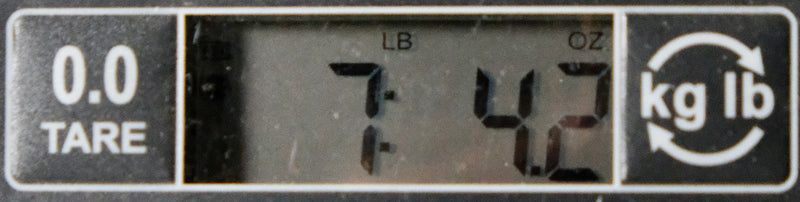 0.0
TARE
LB OZ
7: 4.2
kg lb